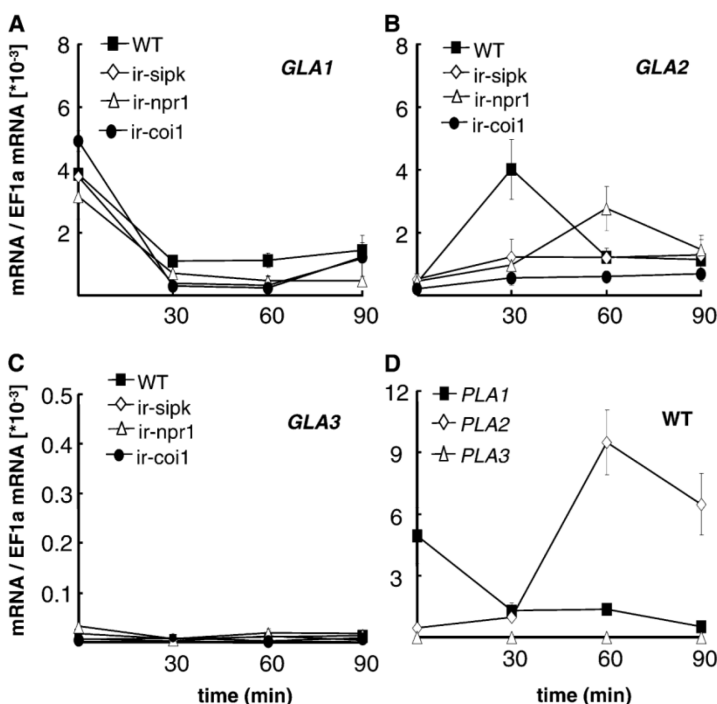 A
mRNA / EF1a mRNA [*10-3]
8
6
4
2
WT
ir-sipk
ir-npr1
ir-coi1
GLA1
30
60
90
B
8
6
4
2
WT
ir-sipk
ir-npr1
ir-coi1
GLA2
30
60
90
C
mRNA / EF1a mRNA [*10-3]
0.5
0.4
0.3
0.2
0.1
WT
ir-sipk
ir-npr1
ir-coi1
GLA3
30
60
90
time (min)
D
12
9
6
3
PLA1
PLA2
PLA3
WT
30
60
90
time (min)